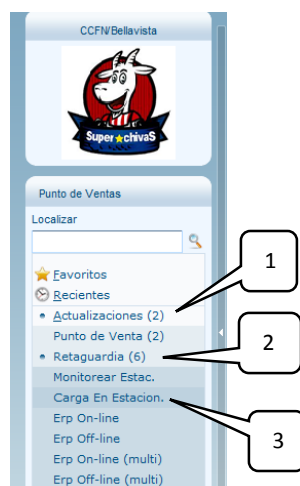 CCFN/Bellavista
Super chivas
Punto de Ventas
Localizar
Favoritos
Recientes
Actualizaciones (2)
1
Punto de Venta (2)
Retaguardia (6)
2
Monitorear Estac.
Carga En Estacion.
3
Erp On-line
Erp Off-line
Erp On-line (multi)
Erp Off-line (multi)